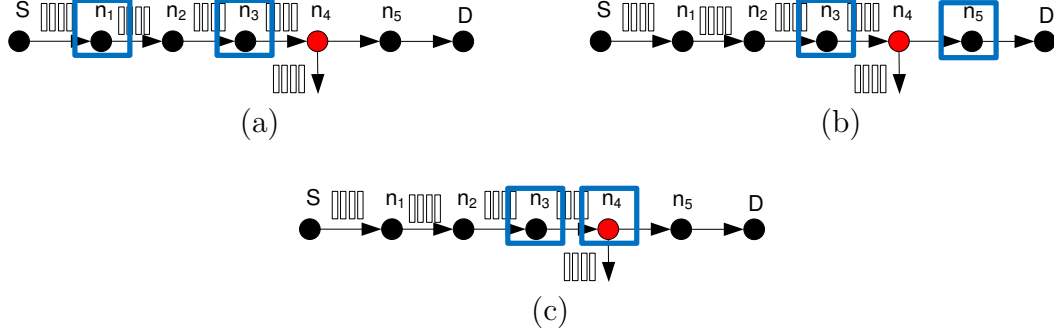 S n₁ n₂ n₃ n₄ n₅ D
(a)
S n₁ n₂ n₃ n₄ n₅ D
(b)
S n₁ n₂ n₃ n₄ n₅ D
(c)